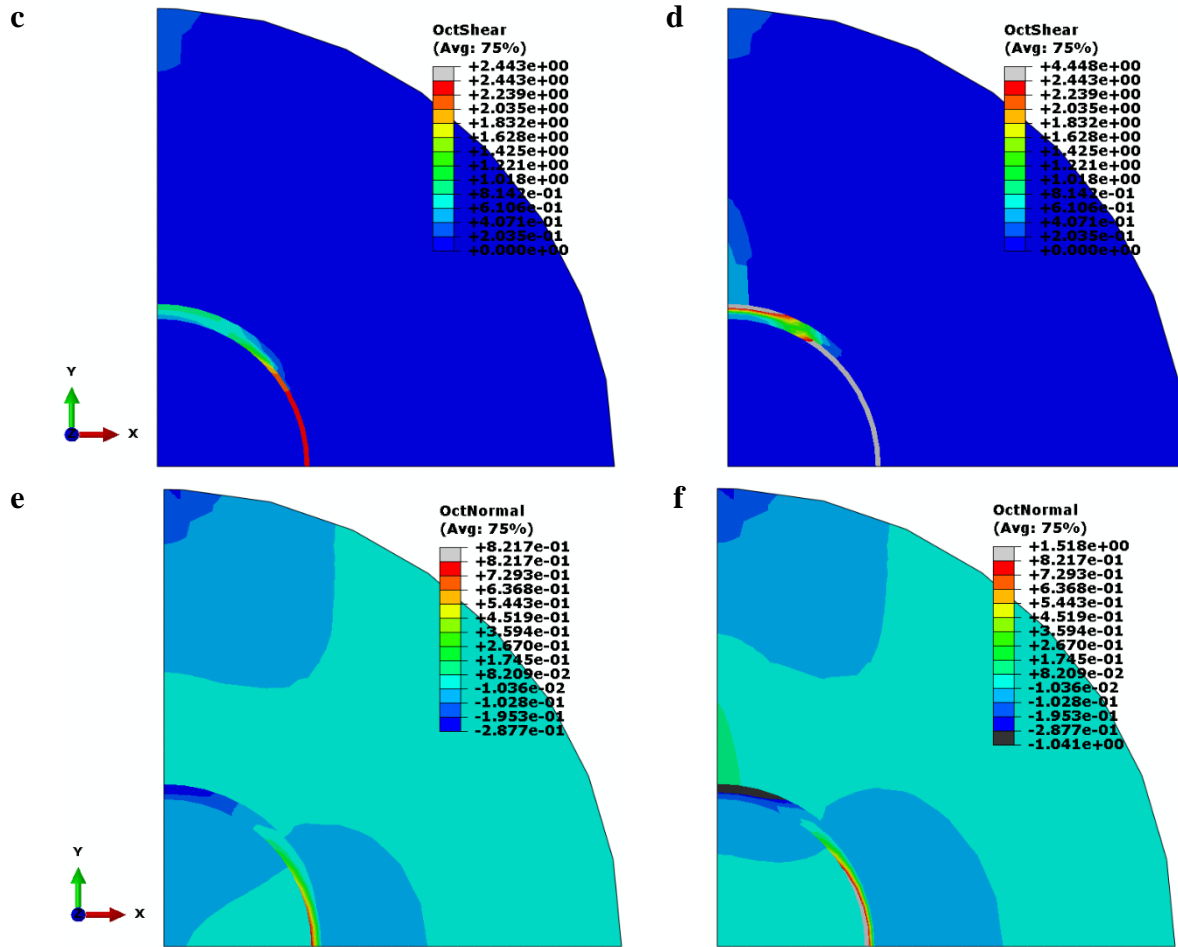 c
OctShear
(Avg: 75%)
+2.443e+00
+2.443e+00
+2.239e+00
+2.035e+00
+1.832e+00
+1.628e+00
+1.425e+00
+1.221e+00
+1.018e+00
+8.142e-01
+6.106e-01
+4.071e-01
+2.035e-01
+0.000e+00
Y
Z
X
d
OctShear
(Avg: 75%)
+4.448e+00
+2.443e+00
+2.239e+00
+2.035e+00
+1.832e+00
+1.628e+00
+1.425e+00
+1.221e+00
+1.018e+00
+8.142e-01
+6.106e-01
+4.071e-01
+2.035e-01
+0.000e+00
e
OctNormal
(Avg: 75%)
+8.217e-01
+8.217e-01
+7.293e-01
+6.368e-01
+5.443e-01
+4.519e-01
+3.594e-01
+2.670e-01
+1.745e-01
+8.209e-02
-1.036e-02
-1.028e-01
-1.953e-01
-2.877e-01
Y
Z
X
f
OctNormal
(Avg: 75%)
+1.518e+00
+8.217e-01
+7.293e-01
+6.368e-01
+5.443e-01
+4.519e-01
+3.594e-01
+2.670e-01
+1.745e-01
+8.209e-02
-1.036e-02
-1.028e-01
-1.953e-01
-2.877e-01
-1.041e+00